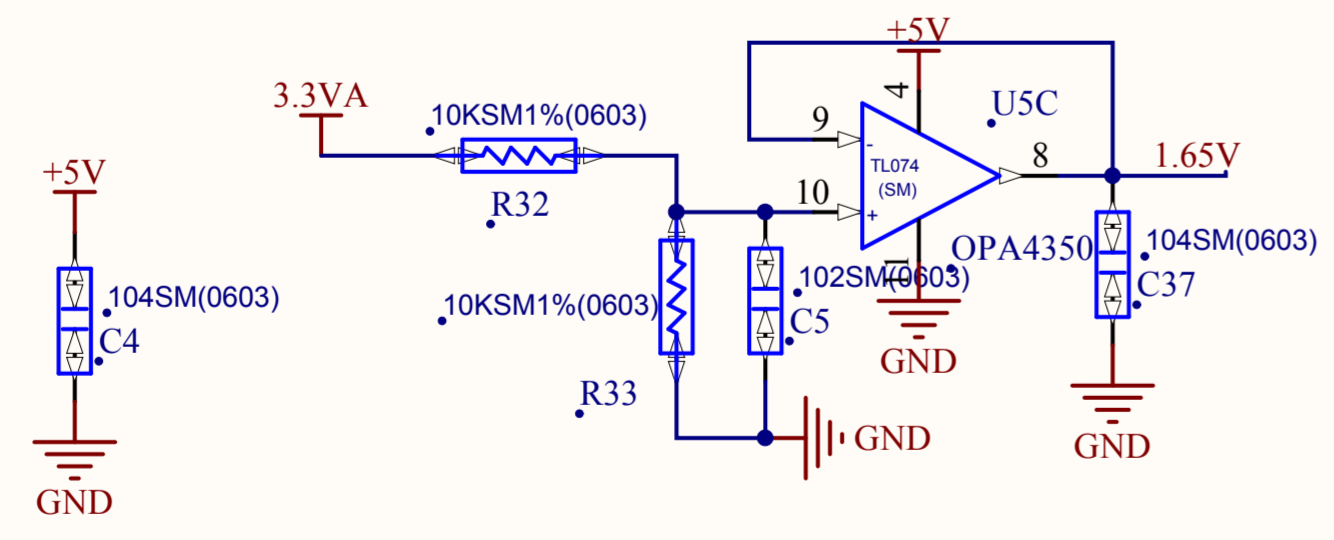 +5V
3.3VA
10KSM1%(0603)
4
U5C
9
8
1.65V
+5V
-
TL074
(SM)
10
R32
+
OPA4350
104SM(0603)
11
102SM(0603)
C37
104SM(0603)
10KSM1%(0603)
C5
C4
GND
R33
GND
GND
GND